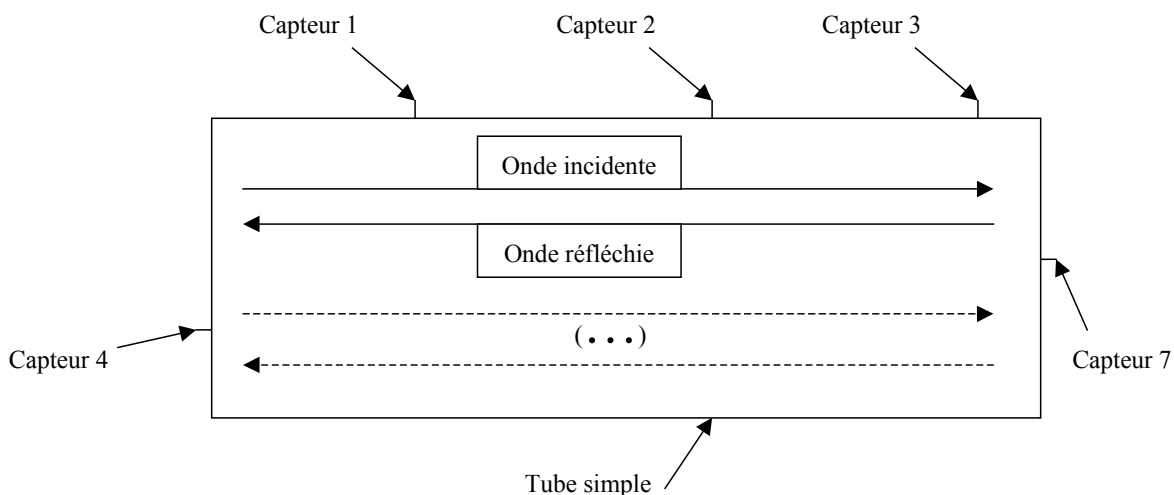 Capteur 1
Capteur 2
Capteur 3
Onde incidente
Onde réfléchie
(...)
Capteur 4
Capteur 7
Tube simple